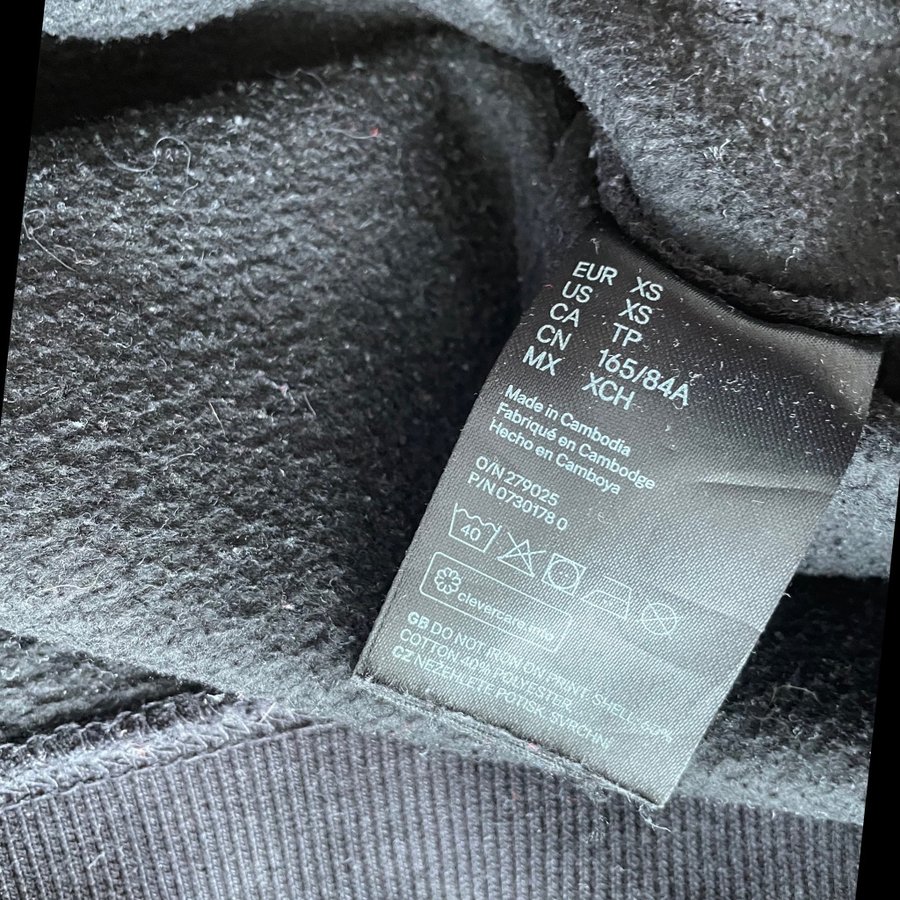 EUR XS
US XS
CA TP
CN 165/84A
MX XCH
Made in Cambodia
Fabriqué en Cambodge
Hecho en Camboya
O/N 279025
P/N 0730178 0
40
clevercare.info
GB DO NOT IRON ON PRINT. SHELL:
COTTON, 40% POLYESTER.
CZ NEŽEHLETE POTISK. SVRCHNÍ